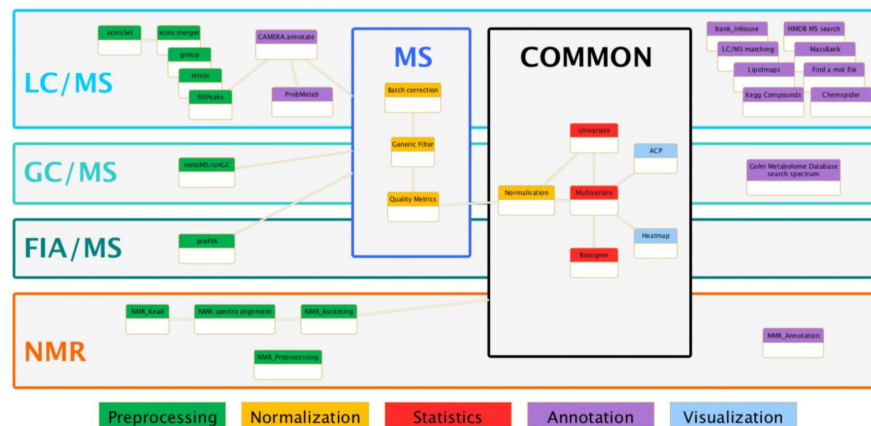 LC/MS
xcmsSet
xcms.merger
group
retcor
fillPeaks
CAMERA.annotate
ProbMetab
MS
Batch correction
Generic Filter
Quality Metrics
COMMON
Univariate
ACP
Normalisation
Multivariate
Heatmap
Biosigner
bank_inhouse
HMDB MS search
LC/MS matching
MassBank
Lipidmaps
Find a mol file
Kegg Compounds
Chemspider
GC/MS
metaMS.runGC
Golm Metabolome Database
search spectrum
FIA/MS
proFIA
NMR
NMR_Read
NMR spectra alignment
NMR_Bucketing
NMR_Preprocessing
NMR_Annotation
Preprocessing
Normalization
Statistics
Annotation
Visualization